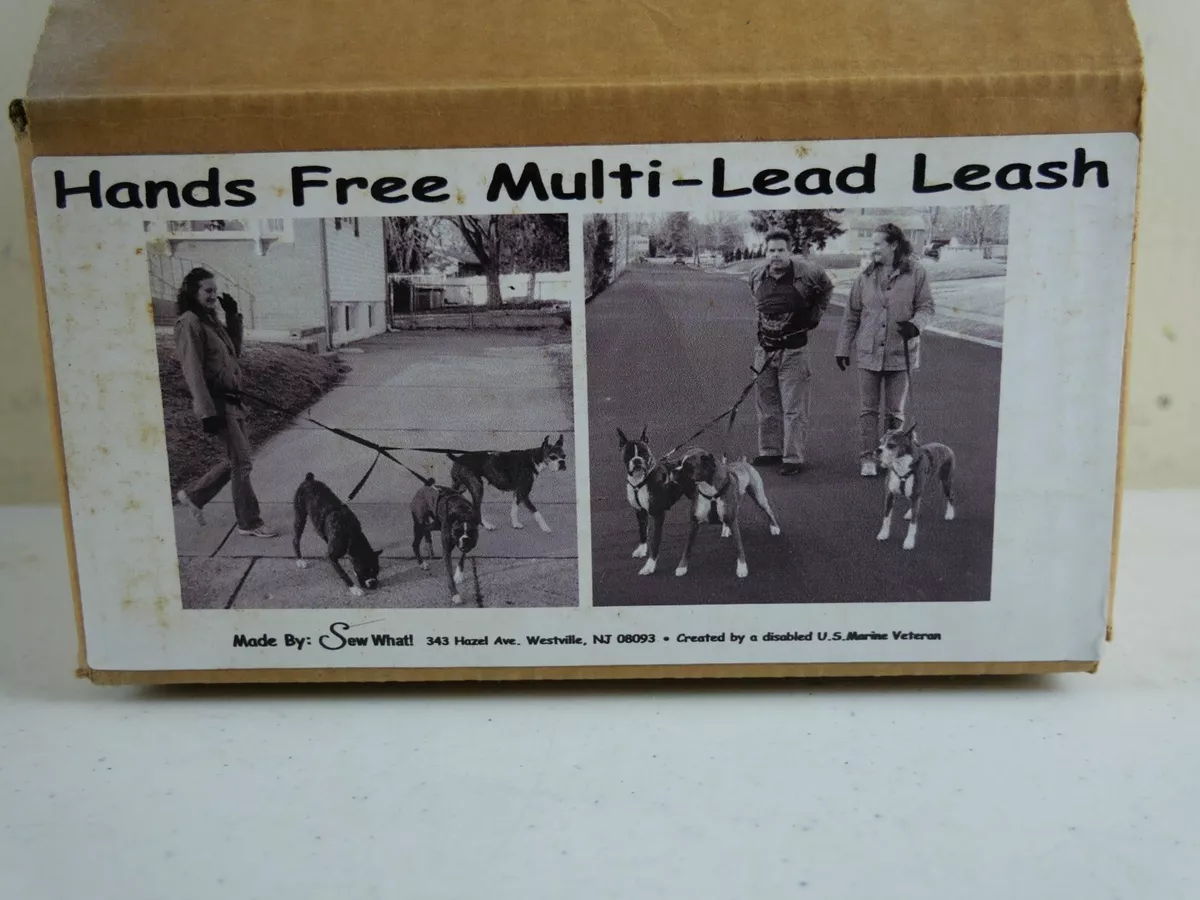 Hands Free Multi-Lead Leash
Made By: Sew What! 343 Hazel Ave. Westville, NJ 08093 • Created by a disabled U.S.Marine Veteran